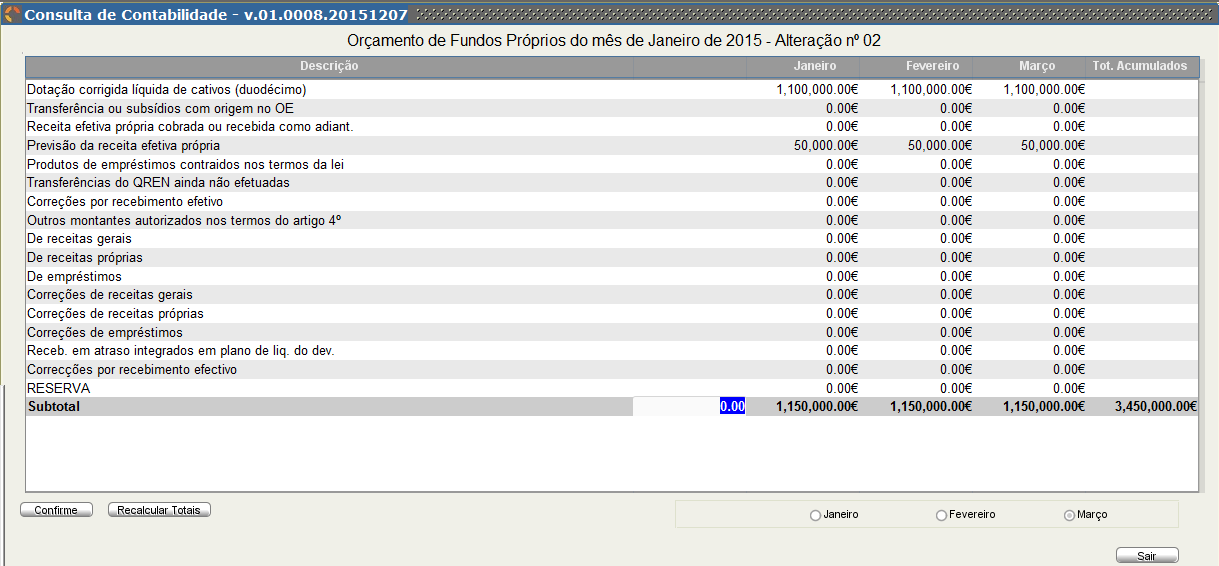 Consulta de Contabilidade - v.01.0008.20151207
Orçamento de Fundos Próprios do mês de Janeiro de 2015 - Alteração nº 02
Descrição Janeiro Fevereiro Março Tot. Acumulados
Dotação corrigida líquida de cativos (duodécimo) 1,100,000.00€ 1,100,000.00€ 1,100,000.00€
Transferência ou subsídios com origem no OE 0.00€ 0.00€ 0.00€
Receita efetiva própria cobrada ou recebida como adiant. 0.00€ 0.00€ 0.00€
Previsão da receita efetiva própria 50,000.00€ 50,000.00€ 50,000.00€
Produtos de empréstimos contraidos nos termos da lei 0.00€ 0.00€ 0.00€
Transferências do QREN ainda não efetuadas 0.00€ 0.00€ 0.00€
Correções por recebimento efetivo 0.00€ 0.00€ 0.00€
Outros montantes autorizados nos termos do artigo 4º 0.00€ 0.00€ 0.00€
De receitas gerais 0.00€ 0.00€ 0.00€
De receitas próprias 0.00€ 0.00€ 0.00€
De empréstimos 0.00€ 0.00€ 0.00€
Correções de receitas gerais 0.00€ 0.00€ 0.00€
Correções de receitas próprias 0.00€ 0.00€ 0.00€
Correções de empréstimos 0.00€ 0.00€ 0.00€
Receb. em atraso integrados em plano de liq. do dev. 0.00€ 0.00€ 0.00€
Correcções por recebimento efectivo 0.00€ 0.00€ 0.00€
RESERVA 0.00€ 0.00€ 0.00€
Subtotal 0.00 1,150,000.00€ 1,150,000.00€ 1,150,000.00€ 3,450,000.00€
Confirme Recalcular Totais Janeiro Fevereiro Março
Sair